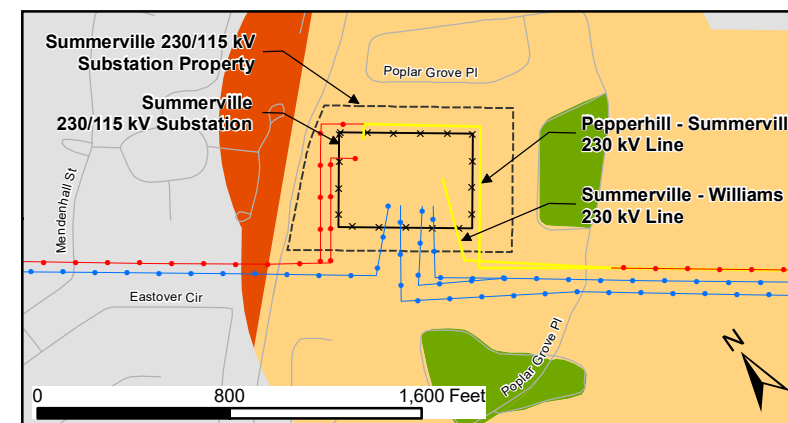 Summerville 230/115 kV
Substation Property
Poplar Grove Pl
Summerville
230/115 kV Substation
Pepperhill - Summervill
230 kV Line
Mendenhall St
Summerville - Williams
230 kV Line
Eastover Cir
Poplar Grove Pl
N
0 800 1,600 Feet